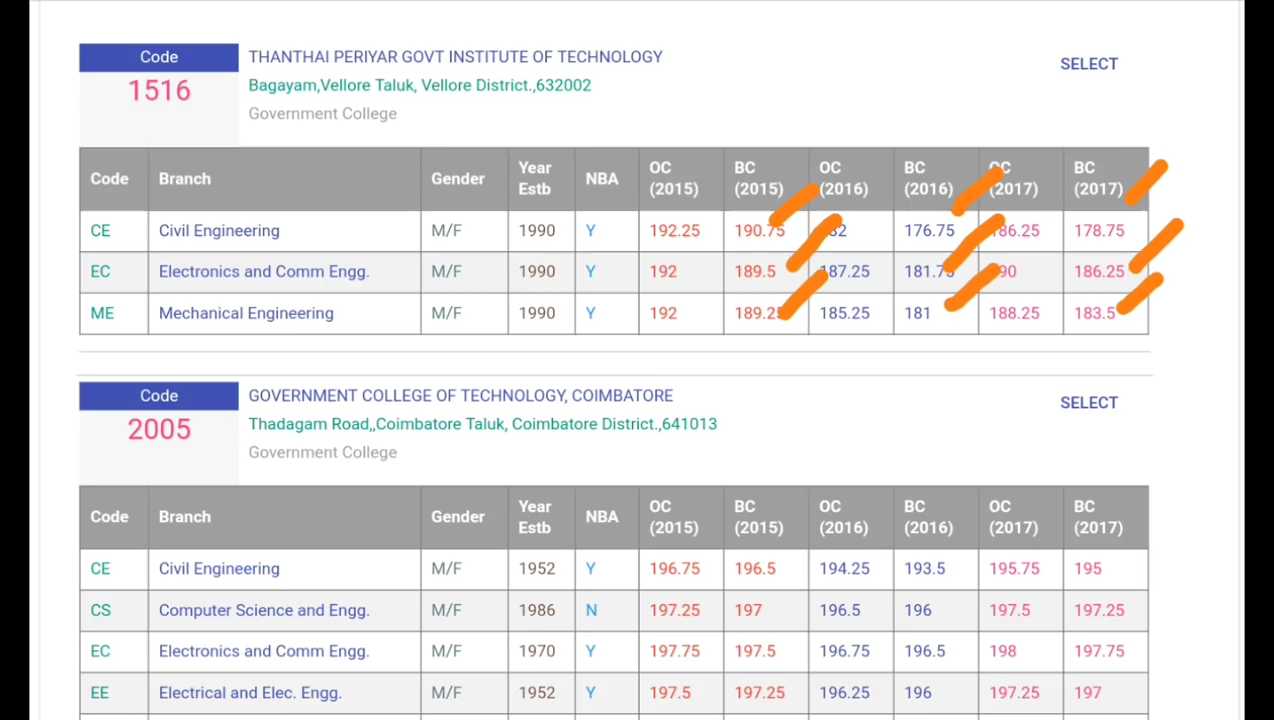 Code THANTHAI PERIYAR GOVT INSTITUTE OF TECHNOLOGY SELECT
1516 Bagayam,Vellore Taluk, Vellore District.,632002
Government College
Code Branch Gender Year Estb NBA OC (2015) BC (2015) OC (2016) BC (2016) OC (2017) BC (2017)
CE Civil Engineering M/F 1990 Y 192.25 190.75 176.75 186.25 178.75
EC Electronics and Comm Engg. M/F 1990 Y 192 189.5 187.25 181.75 186.25
ME Mechanical Engineering M/F 1990 Y 192 189.25 185.25 181 188.25 183.5
Code GOVERNMENT COLLEGE OF TECHNOLOGY, COIMBATORE SELECT
2005 Thadagam Road,,Coimbatore Taluk, Coimbatore District.,641013
Government College
Code Branch Gender Year Estb NBA OC (2015) BC (2015) OC (2016) BC (2016) OC (2017) BC (2017)
CE Civil Engineering M/F 1952 Y 196.75 196.5 194.25 193.5 195.75 195
CS Computer Science and Engg. M/F 1986 N 197.25 197 196.5 196 197.5 197.25
EC Electronics and Comm Engg. M/F 1970 Y 197.75 197.5 196.75 196.5 198 197.75
EE Electrical and Elec. Engg. M/F 1952 Y 197.5 197.25 196.25 196 197.25 197